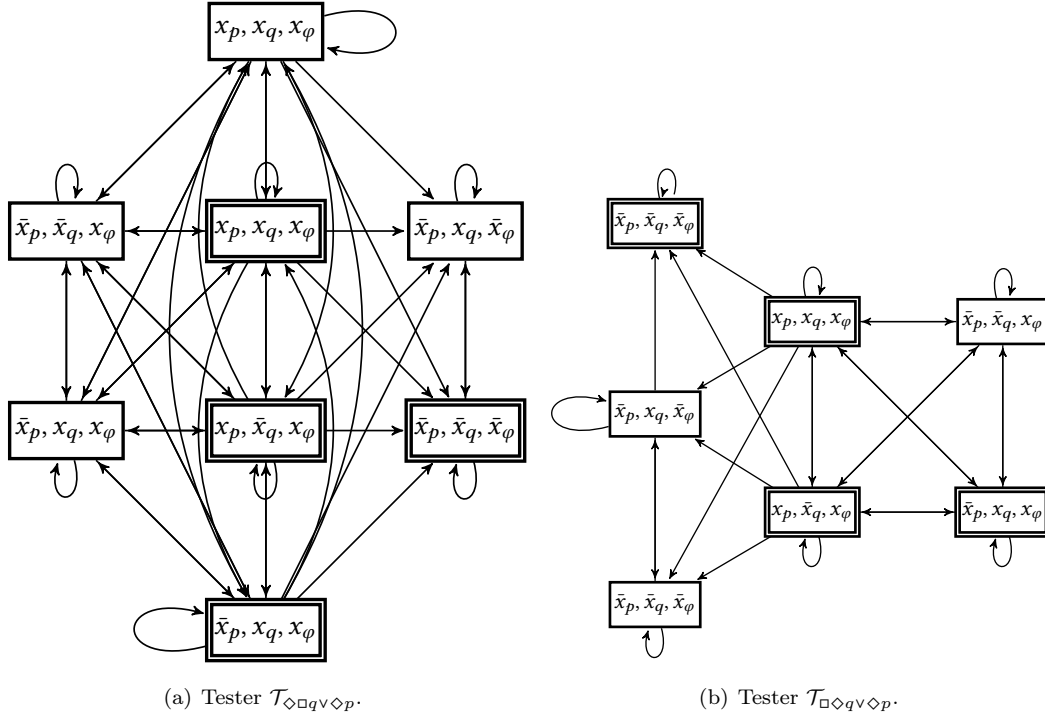 x_p, x_q, x_φ
x̄_p, x̄_q, x_φ
x_p, x_q, x_φ
x̄_p, x_q, x̄_φ
x̄_p, x_q, x_φ
x_p, x̄_q, x_φ
x̄_p, x̄_q, x̄_φ
x̄_p, x_q, x_φ
(a) Tester 𝒯_{◇□q∨◇p}.
x̄_p, x̄_q, x̄_φ
x_p, x_q, x_φ
x̄_p, x̄_q, x_φ
x̄_p, x_q, x̄_φ
x_p, x̄_q, x_φ
x̄_p, x_q, x_φ
x̄_p, x̄_q, x̄_φ
(b) Tester 𝒯_{□◇q∨◇p}.